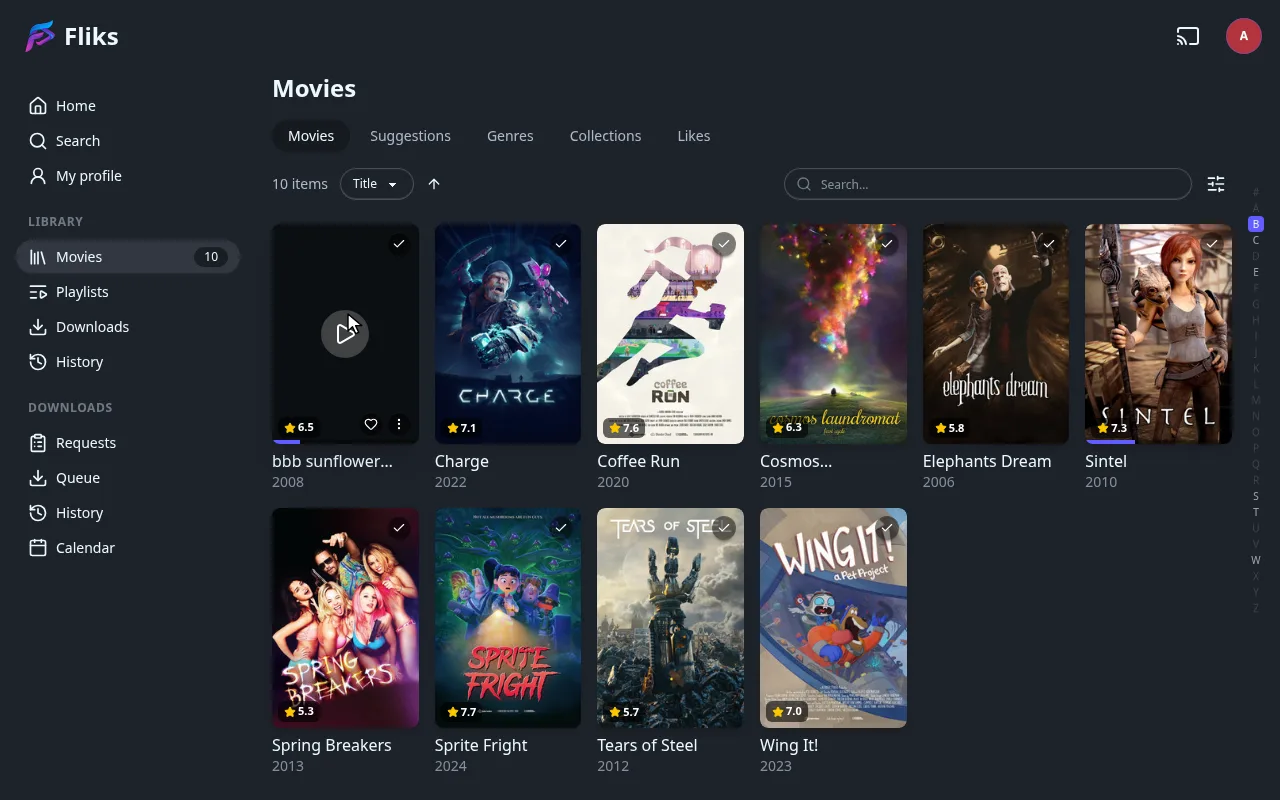 Fliks
A
Home
Search
My profile
LIBRARY
Movies
10
Playlists
Downloads
History
DOWNLOADS
Requests
Queue
History
Calendar
Movies
Movies
Suggestions
Genres
Collections
Likes
10 items
Title
Search...
6.5
bbb sunflower...
2008
CHARGE
7.1
Charge
2022
coffee
RUN
7.6
Coffee Run
2020
cosmos laundromat
6.3
Cosmos...
2015
elephants dream
5.8
Elephants Dream
2006
SINTEL
7.3
Sintel
2010
SPRING
BREAKERS
5.3
Spring Breakers
2013
SPRITE
FRIGHT
7.7
Sprite Fright
2024
TEARS OF STEEL
5.7
Tears of Steel
2012
WING IT!
a Pet Project
7.0
Wing It!
2023
#
A
B
C
D
E
F
G
H
I
J
K
L
M
N
O
P
Q
R
S
T
U
V
W
X
Y
Z